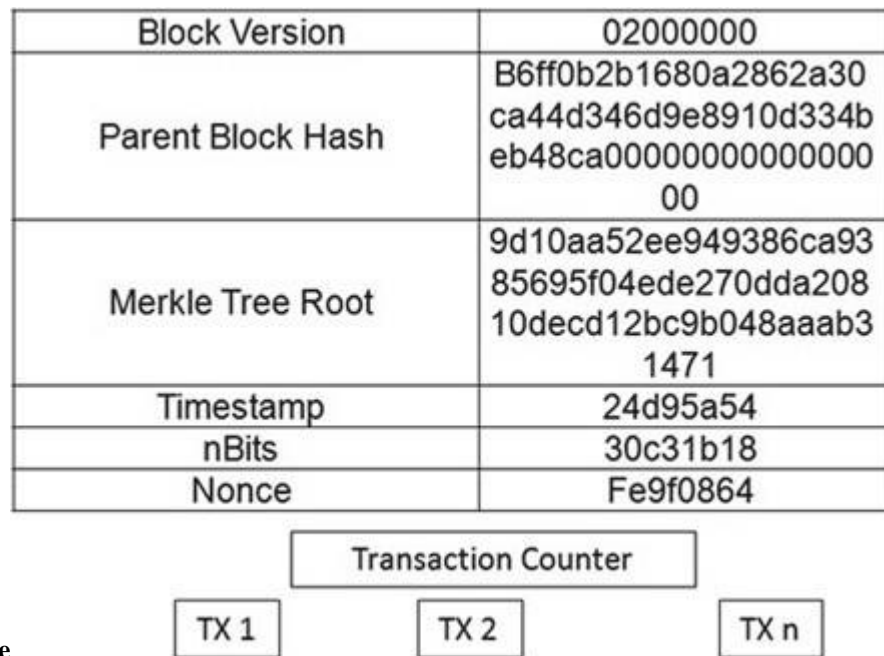 Block Version 02000000
Parent Block Hash B6ff0b2b1680a2862a30
ca44d346d9e8910d334b
eb48ca00000000000000
00
Merkle Tree Root 9d10aa52ee949386ca93
85695f04ede270dda208
10decd12bc9b048aaab3
1471
Timestamp 24d95a54
nBits 30c31b18
Nonce Fe9f0864
Transaction Counter
TX 1 TX 2 TX n